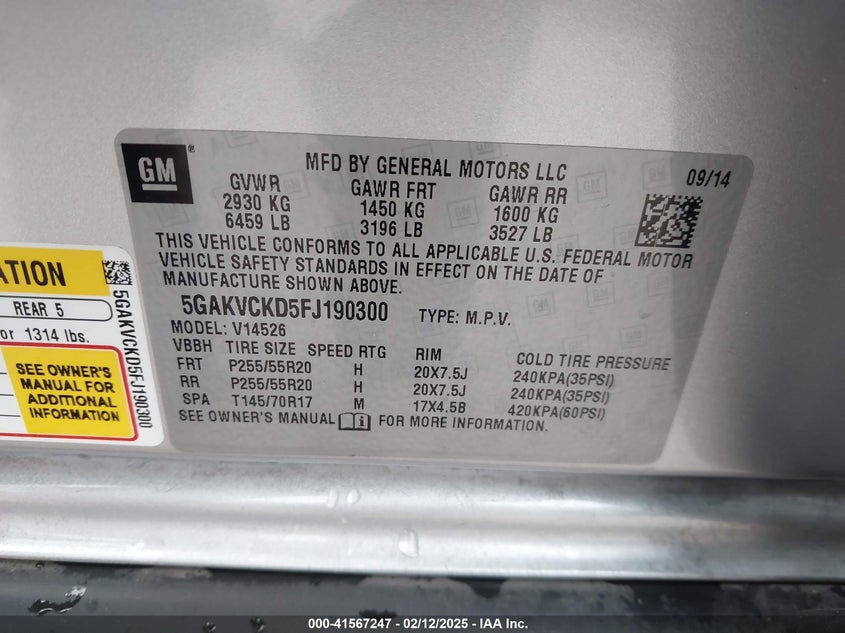 GM
®
MFD BY GENERAL MOTORS LLC
09/14
GVWR GAWR FRT GAWR RR
2930 KG 1450 KG 1600 KG
6459 LB 3196 LB 3527 LB
THIS VEHICLE CONFORMS TO ALL APPLICABLE U.S. FEDERAL MOTOR
VEHICLE SAFETY STANDARDS IN EFFECT ON THE DATE OF
MANUFACTURE SHOWN ABOVE.
5GAKVCKD5FJ190300 TYPE: M.P.V.
MODEL: V14526
VBBH TIRE SIZE SPEED RTG RIM COLD TIRE PRESSURE
FRT P255/55R20 H 20X7.5J 240KPA(35PSI)
RR P255/55R20 H 20X7.5J 240KPA(35PSI)
SPA T145/70R17 M 17X4.5B 420KPA(60PSI)
SEE OWNER'S MANUAL FOR MORE INFORMATION.
ATION
REAR 5
or 1314 lbs.
SEE OWNER'S
MANUAL FOR
ADDITIONAL
INFORMATION
5GAKVCKD5FJ190300
000-41567247 - 02/12/2025 - IAA Inc.